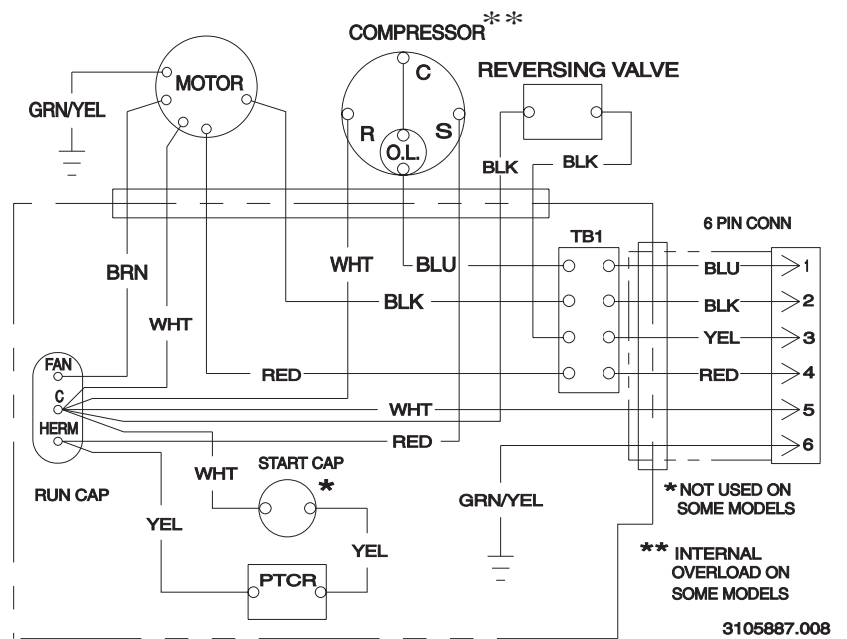 COMPRESSOR**
MOTOR
C
REVERSING VALVE
GRN/YEL
R
S
O.L.
BLK
BLK
6 PIN CONN
TB1
BRN
WHT
BLU
BLU
1
BLK
BLK
2
WHT
YEL
3
FAN
RED
RED
4
C
WHT
5
HERM
RED
6
RUN CAP
WHT
START CAP
*
GRN/YEL
* NOT USED ON
SOME MODELS
YEL
YEL
** INTERNAL
OVERLOAD ON
SOME MODELS
PTCR
3105887.008